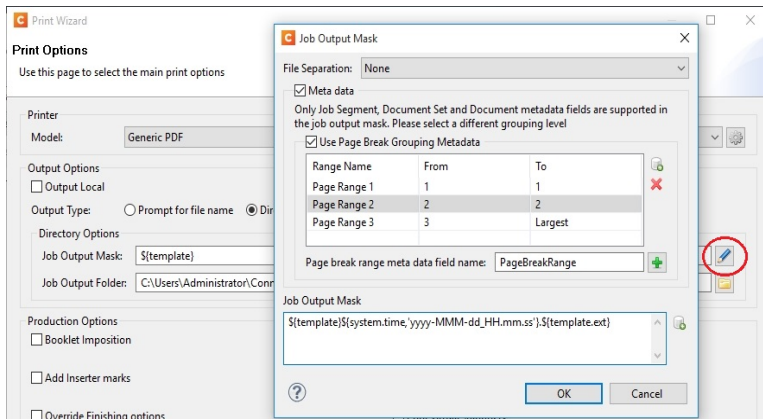 Print Wizard
Print Options
Use this page to select the main print options
Printer
Model: Generic PDF
Output Options
Output Local
Output Type: Prompt for file name Dir
Directory Options
Job Output Mask: ${template}
Job Output Folder: C:\Users\Administrator\Conn
Production Options
Booklet Imposition
Add Inserter marks
Override Finishing options
Job Output Mask
File Separation: None
Meta data
Only Job Segment, Document Set and Document metadata fields are supported in
the job output mask. Please select a different grouping level
Use Page Break Grouping Metadata
Range Name From To
Page Range 1 1 1
Page Range 2 2 2
Page Range 3 3 Largest
Page break range meta data field name: PageBreakRange
Job Output Mask
${template}${system.time,'yyyy-MMM-dd_HH.mm.ss'}.${template.ext}
OK Cancel